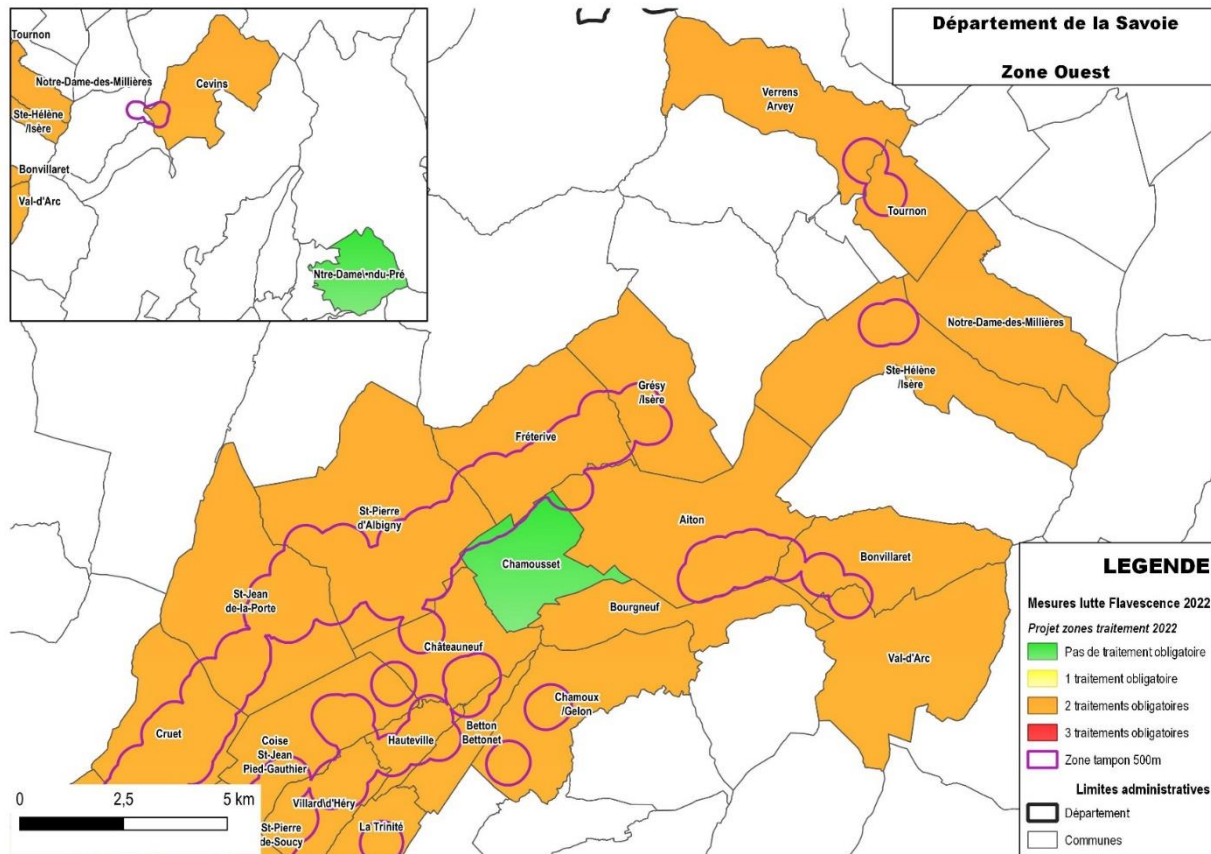 Département de la Savoie
Zone Ouest
Tournon
Notre-Dame-des-Millières
Cevins
Ste-Hélène
/Isère
Bonvillaret
Val-d'Arc
Verrens
Arvey
Tournon
Notre-Dame-des-Millières
Ste-Hélène
/Isère
Grésy
/Isère
Fréterive
St-Pierre
d'Albigny
Aiton
Chamousset
Bonvillaret
St-Jean
de-la-Porte
Bourgneuf
Châteauneuf
Val-d'Arc
Chamoux
/Gelon
Cruet
Hauteville
Betton
Bettonet
Coise
St-Jean
Pied-Gauthier
Villard\d'Héry
St-Pierre
de-Soucy
La Trinité
0 2,5 5 km
LEGENDE
Mesures lutte Flavescence 2022
Projet zones traitement 2022
Pas de traitement obligatoire
1 traitement obligatoire
2 traitements obligatoires
3 traitements obligatoires
Zone tampon 500m
Limites administratives
Département
Communes